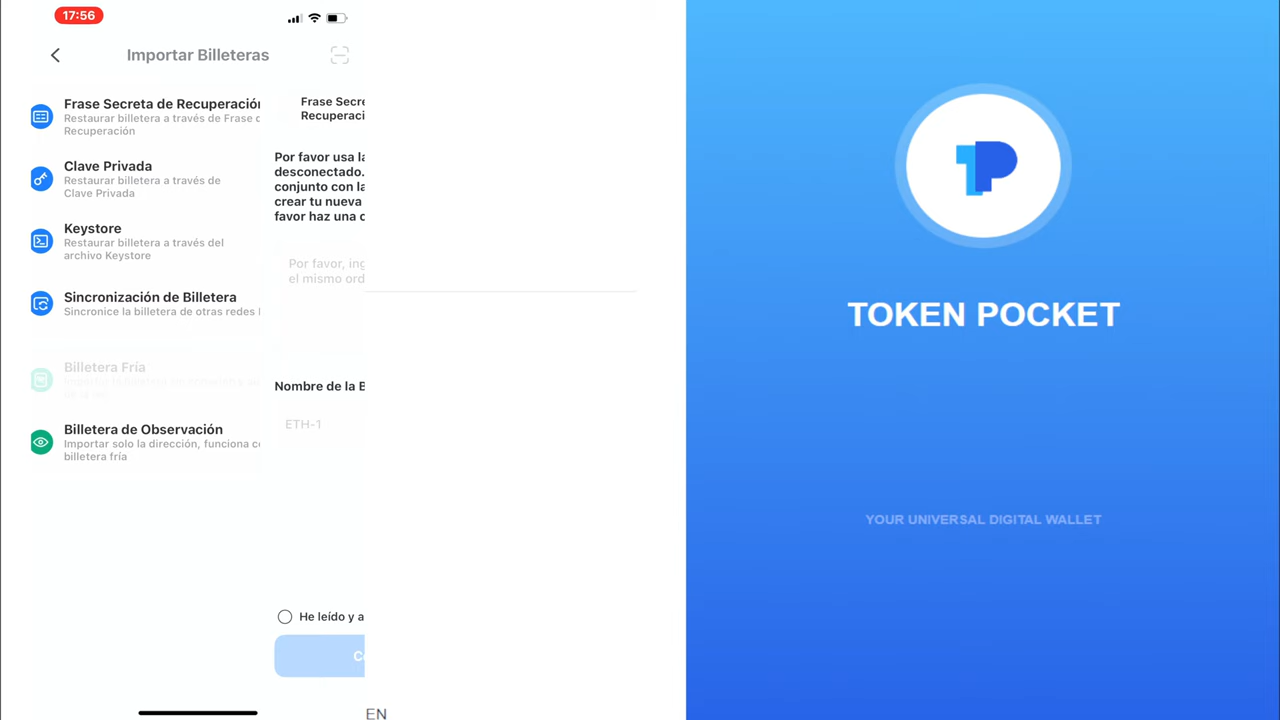 17:56
Importar Billeteras
Frase Secreta de Recuperación
Restaurar billetera a través de Frase d
Recuperación
Clave Privada
Restaurar billetera a través de
Clave Privada
Keystore
Restaurar billetera a través del
archivo Keystore
Sincronización de Billetera
Sincronice la billetera de otras redes
Billetera Fría
Billetera de Observación
Importar solo la dirección, funciona c
billetera fría
Frase Secre
Recuperaci
Por favor usa la
desconectado.
conjunto con la
crear tu nueva
favor haz una c
Por favor, ing
el mismo ord
Nombre de la B
ETH-1
He leído y a
C
EN
TOKEN POCKET
YOUR UNIVERSAL DIGITAL WALLET